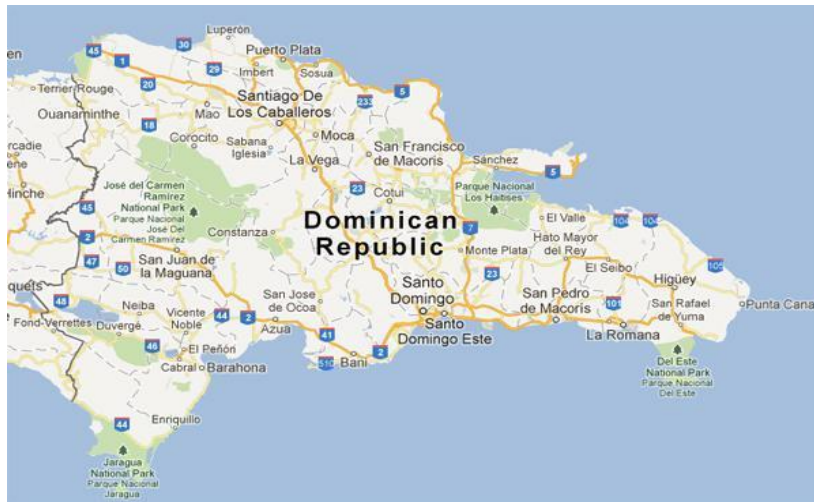 Luperón
45
30
Puerto Plata
1
Imbert
Sosua
29
20
5
Terrier Rouge
Santiago De
Los Caballeros
233
Ouanaminthe
Mao
18
Corocito
Sabana
Iglesia
Moca
San Francisco
de Macoris
Hinche
La Vega
Sánchez
5
José del Carmen
Ramírez
National Park
Parque Nacional
José Del
Carmen Ramírez
23
Cotui
Parque Nacional
Los Haitises
45
Dominican
Republic
El Valle
104
104
2
Constanza
7
Hato Mayor
del Rey
47
50
San Juan de
la Maguana
Monte Plata
23
El Seibo
105
Higüey
48
San Jose
de Ocoa
Santo
Domingo
San Pedro
de Macoris
101
San Rafael
de Yuma
Punta Cana
Neiba
Vicente
Noble
44
2
Azua
Santo
Domingo Este
La Romana
Fond-Verrettes
Duvergé
41
46
El Peñón
510
Bani
2
Cabral
Barahona
Del Este
National Park
Parque Nacional
Del Este
44
Enriquillo
Jaragua
National Park
Parque Nacional
Jaragua